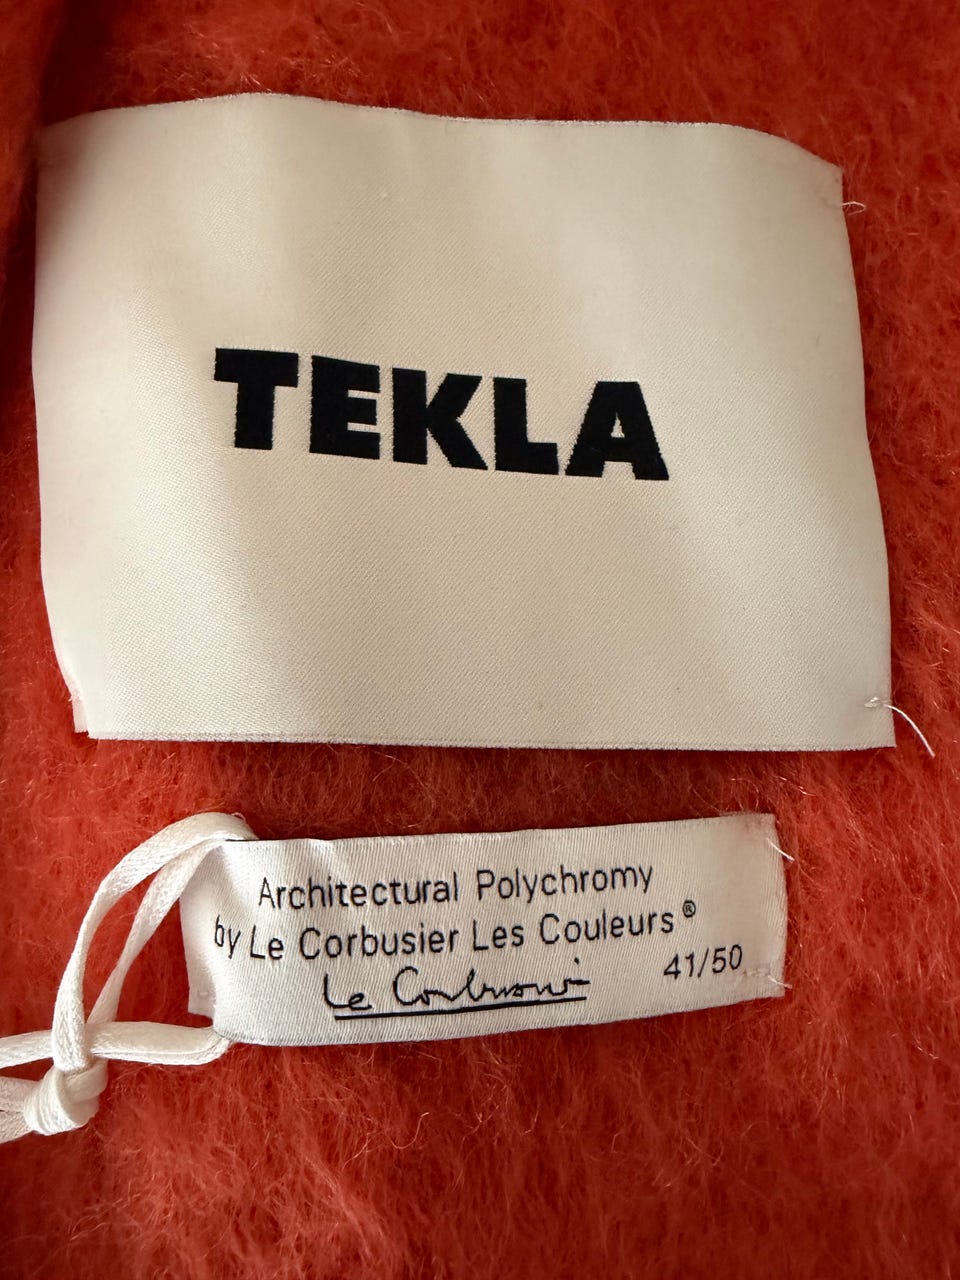 TEKLA
Architectural Polychromy
by Le Corbusier Les Couleurs®
Le Corbusier
41/50